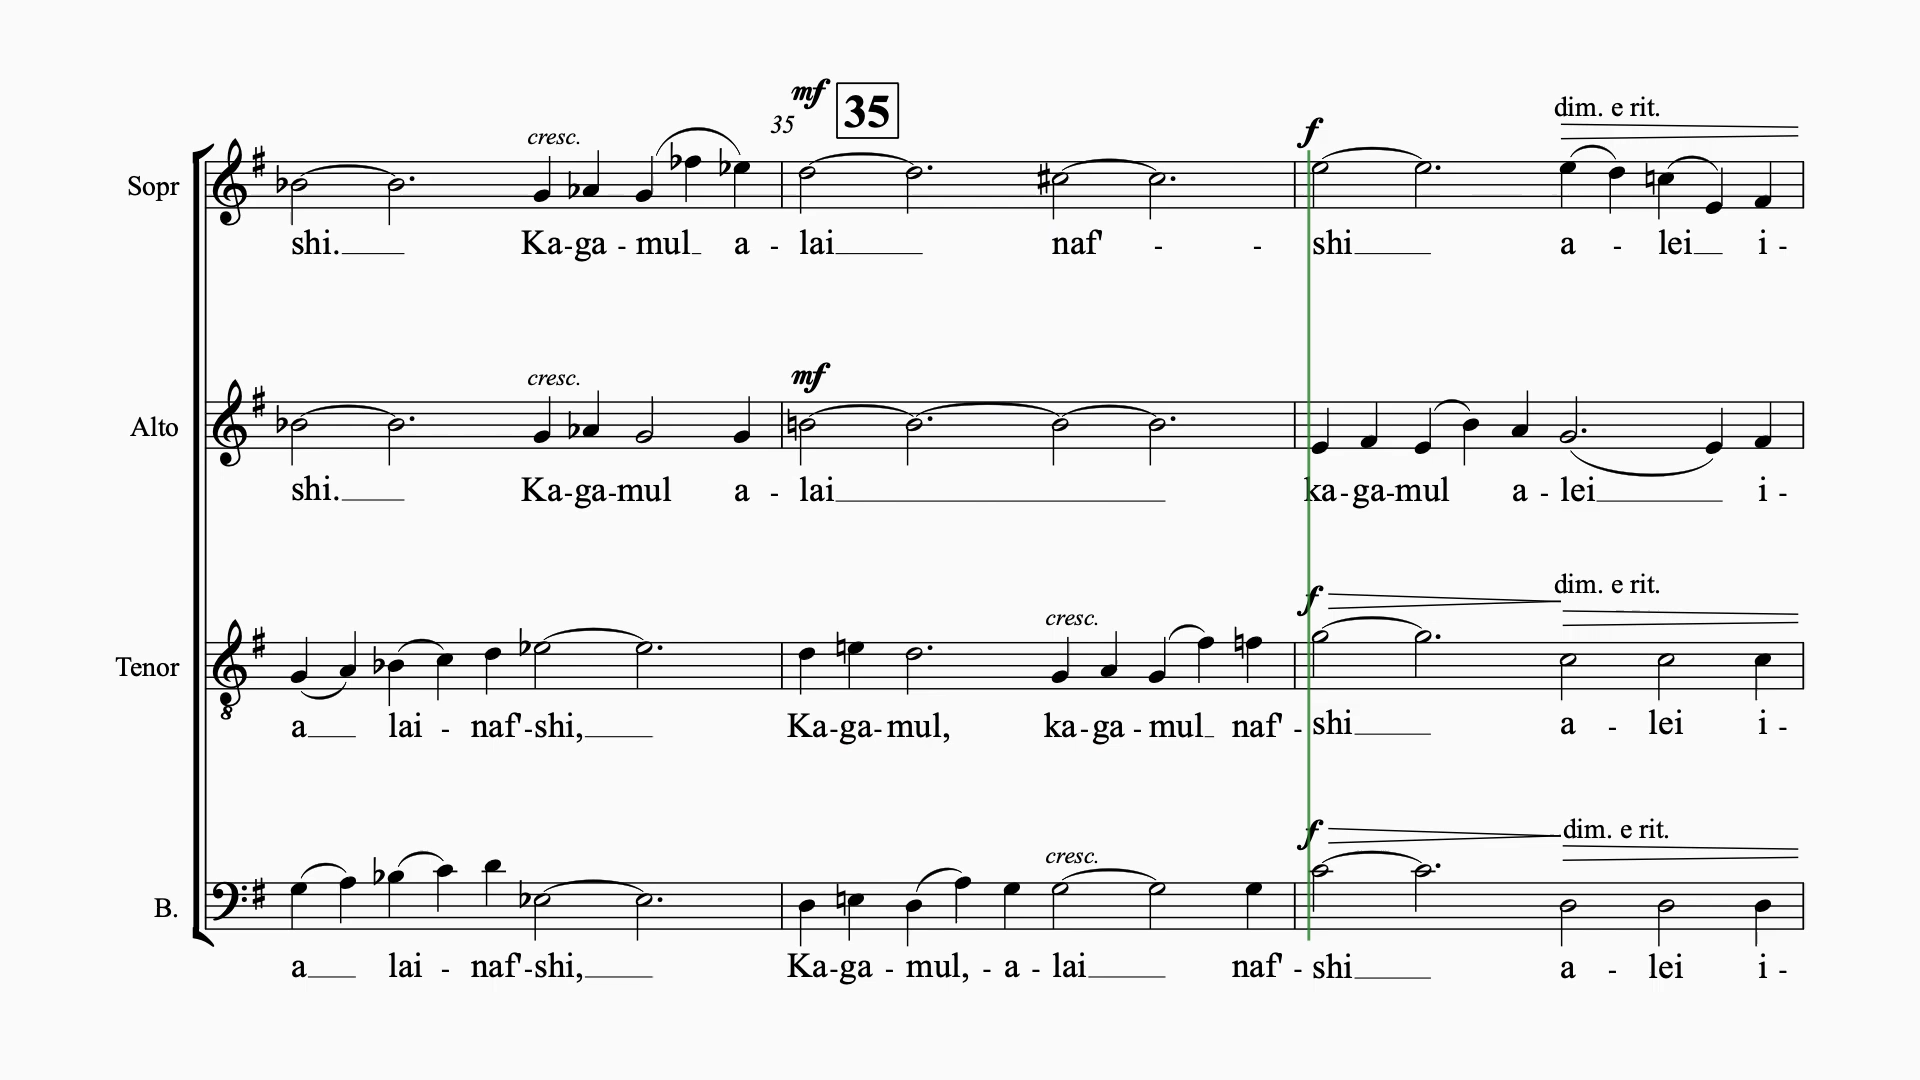 mf 35
35
cresc. f dim. e rit.
Sopr
shi. Ka-ga-mul a-lai naf' - - shi a - lei i-
cresc. mf
Alto
shi. Ka-ga-mul a-lai ka-ga-mul a-lei i-
cresc. f dim. e rit.
Tenor
8
a lai - naf'-shi, Ka-ga-mul, ka-ga-mul naf'-shi a - lei i-
cresc. f dim. e rit.
B.
a lai - naf'-shi, Ka-ga - mul, - a - lai naf'-shi a - lei i-